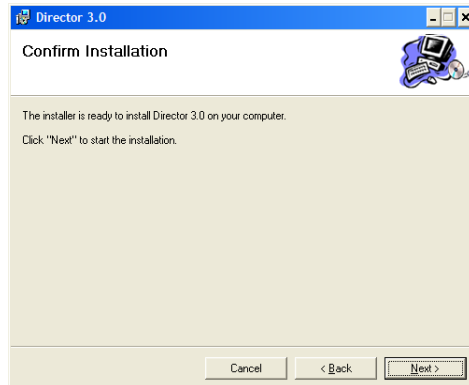 Director 3.0
Confirm Installation
The installer is ready to install Director 3.0 on your computer.
Click "Next" to start the installation.
Cancel
< Back
Next >